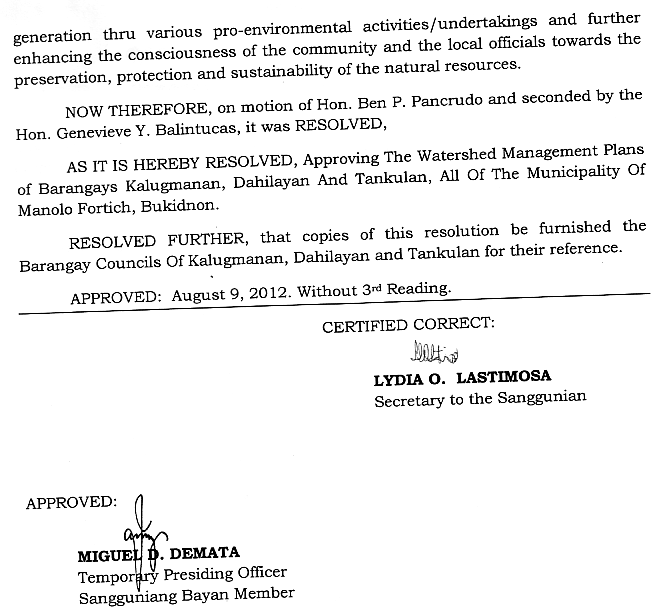 generation thru various pro-environmental activities/undertakings and further
enhancing the consciousness of the community and the local officials towards the
preservation, protection and sustainability of the natural resources.
NOW THEREFORE, on motion of Hon. Ben P. Pancrudo and seconded by the
Hon. Genevieve Y. Balintucas, it was RESOLVED,
AS IT IS HEREBY RESOLVED, Approving The Watershed Management Plans
of Barangays Kalugmanan, Dahilayan And Tankulan, All Of The Municipality Of
Manolo Fortich, Bukidnon.
RESOLVED FURTHER, that copies of this resolution be furnished the
Barangay Councils Of Kalugmanan, Dahilayan and Tankulan for their reference.
APPROVED: August 9, 2012. Without 3rd Reading.
CERTIFIED CORRECT:
LYDIA O. LASTIMOSA
Secretary to the Sanggunian
APPROVED:
MIGUEL D. DEMATA
Temporary Presiding Officer
Sangguniang Bayan Member